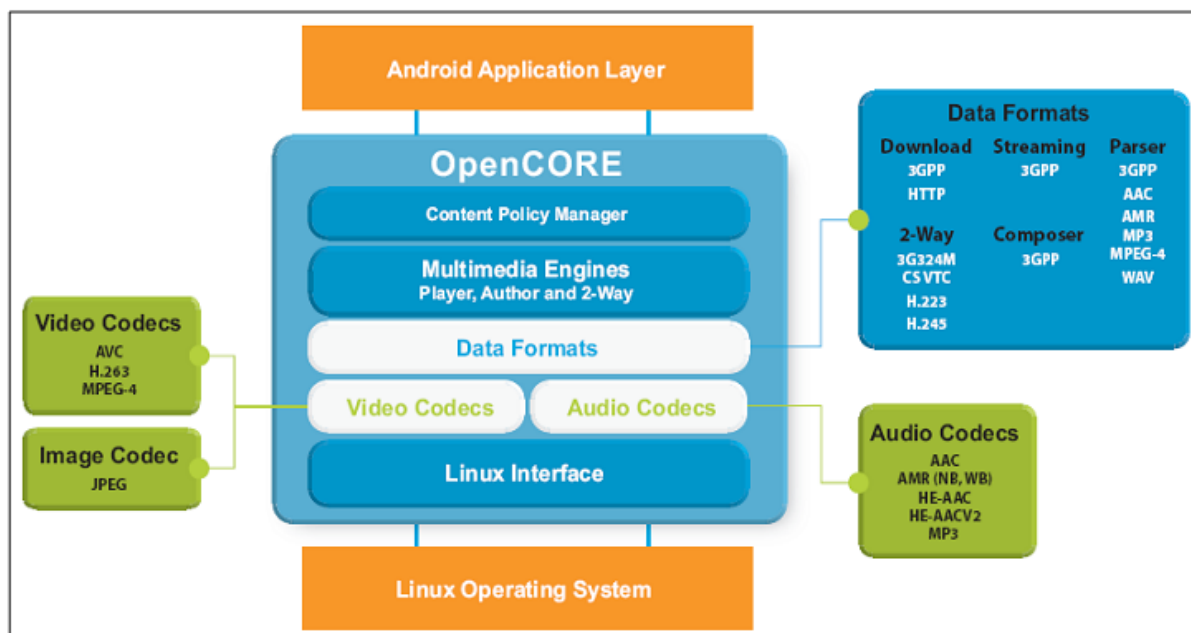 Android Application Layer
OpenCORE
Content Policy Manager
Multimedia Engines
Player, Author and 2-Way
Data Formats
Video Codecs
Audio Codecs
Linux Interface
Linux Operating System
Video Codecs
AVC
H.263
MPEG-4
Image Codec
JPEG
Data Formats
Download
3GPP
HTTP
Streaming
3GPP
Parser
3GPP
AAC
AMR
MP3
MPEG-4
WAV
2-Way
3G324M
CS VTC
H.223
H.245
Composer
3GPP
Audio Codecs
AAC
AMR (NB, WB)
HE-AAC
HE-AACV2
MP3